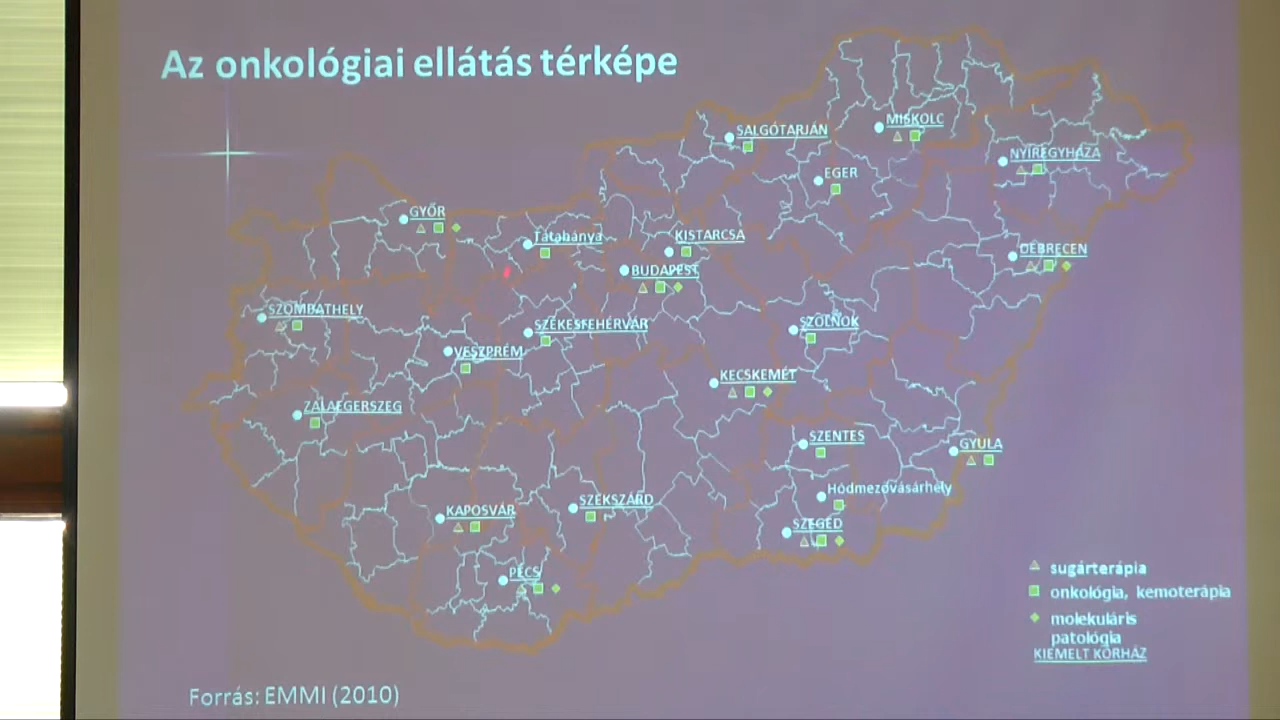 Az onkológiai ellátás térképe
MISKOLC
SALGÓTARJÁN
NYÍREGYHÁZA
EGER
GYŐR
Tatabánya
KISTARCSA
DEBRECEN
BUDAPEST
SZOMBATHELY
SZÉKESFEHÉRVÁR
SZOLNOK
VESZPRÉM
KECSKEMÉT
ZALAEGERSZEG
SZENTES
GYULA
Hódmezővásárhely
SZEKSZÁRD
KAPOSVÁR
SZEGED
PÉCS
sugárterápia
onkológia, kemoterápia
molekuláris
patológia
KIEMELT KÓRHÁZ
Forrás: EMMI (2010)